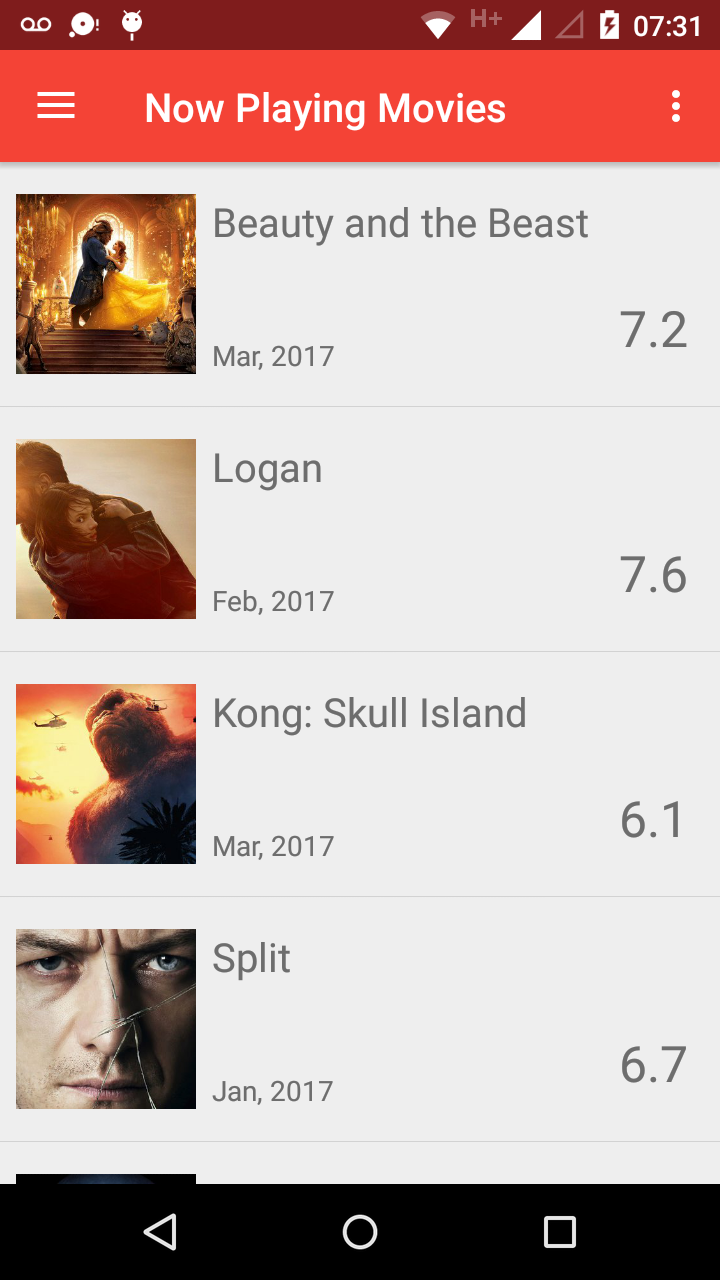 H+ 07:31
Now Playing Movies
Beauty and the Beast
7.2
Mar, 2017
Logan
7.6
Feb, 2017
Kong: Skull Island
6.1
Mar, 2017
Split
6.7
Jan, 2017